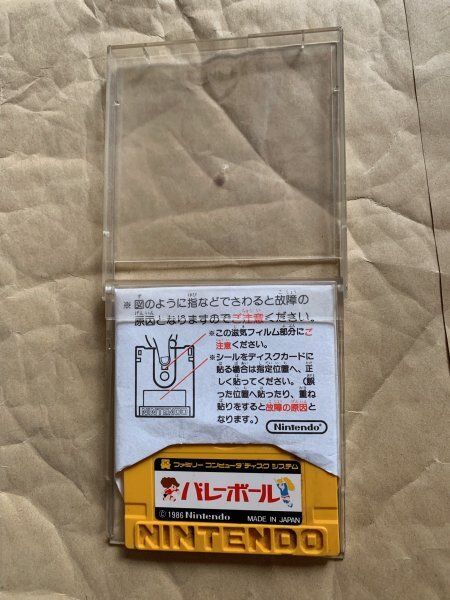 ※図のように指などでさわると故障の
原因となりますのでご注意ください。
※この磁気フィルム部分にご
注意ください。
※シールをディスクカードに
貼る場合は指定位置へ、正
しく貼ってください。(誤
った位置へ貼ったり、重ね
貼りをすると故障の原因と
なります。)
Nintendo
NINTENDO
ファミリー コンピュータ ディスク システム
バレーボール
© 1986 Nintendo MADE IN JAPAN
NINTENDO